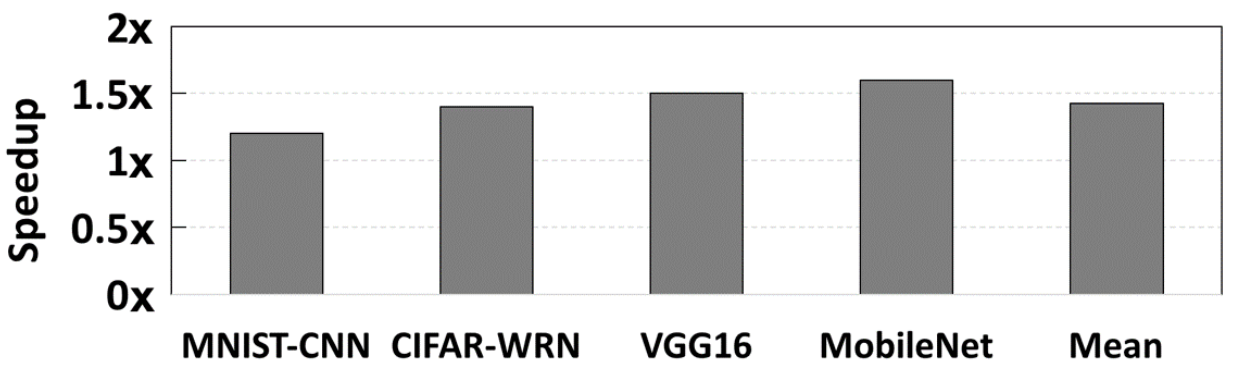 2x
1.5x
1x
0.5x
0x
Speedup
MNIST-CNN CIFAR-WRN VGG16 MobileNet Mean